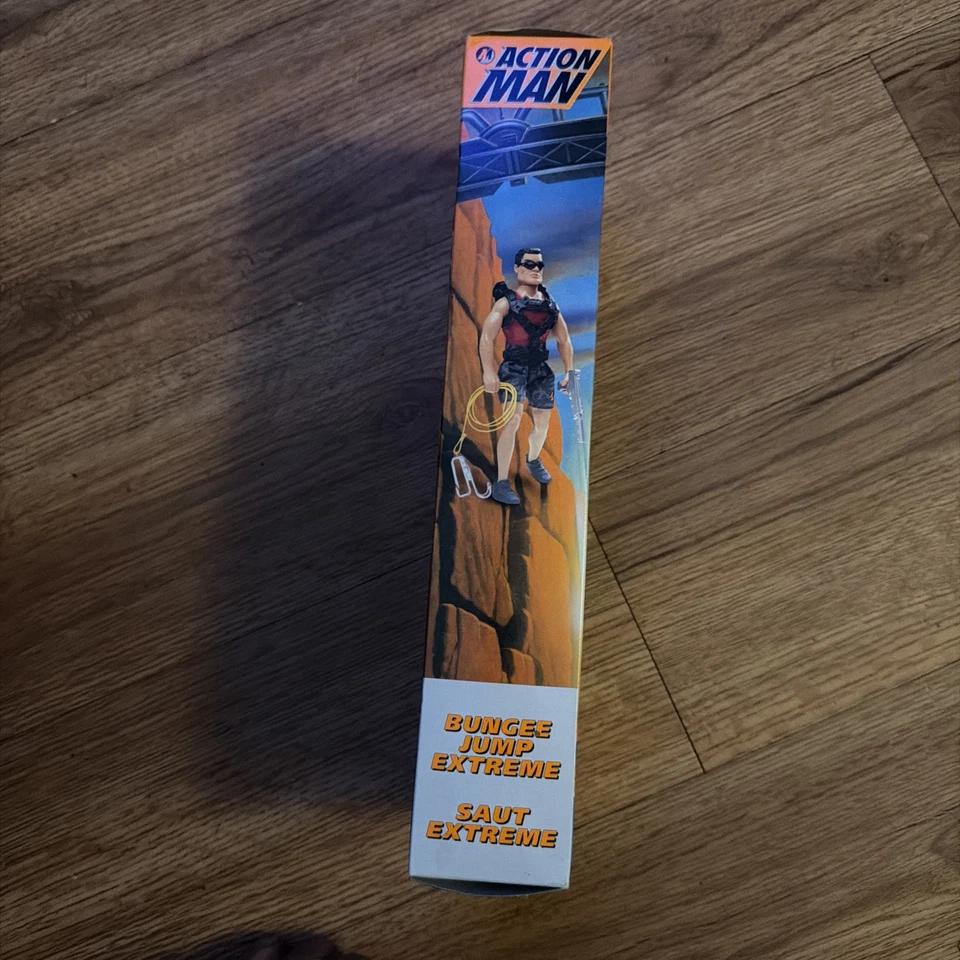 ACTION
MAN
BUNGEE
JUMP
EXTREME
SAUT
EXTREME